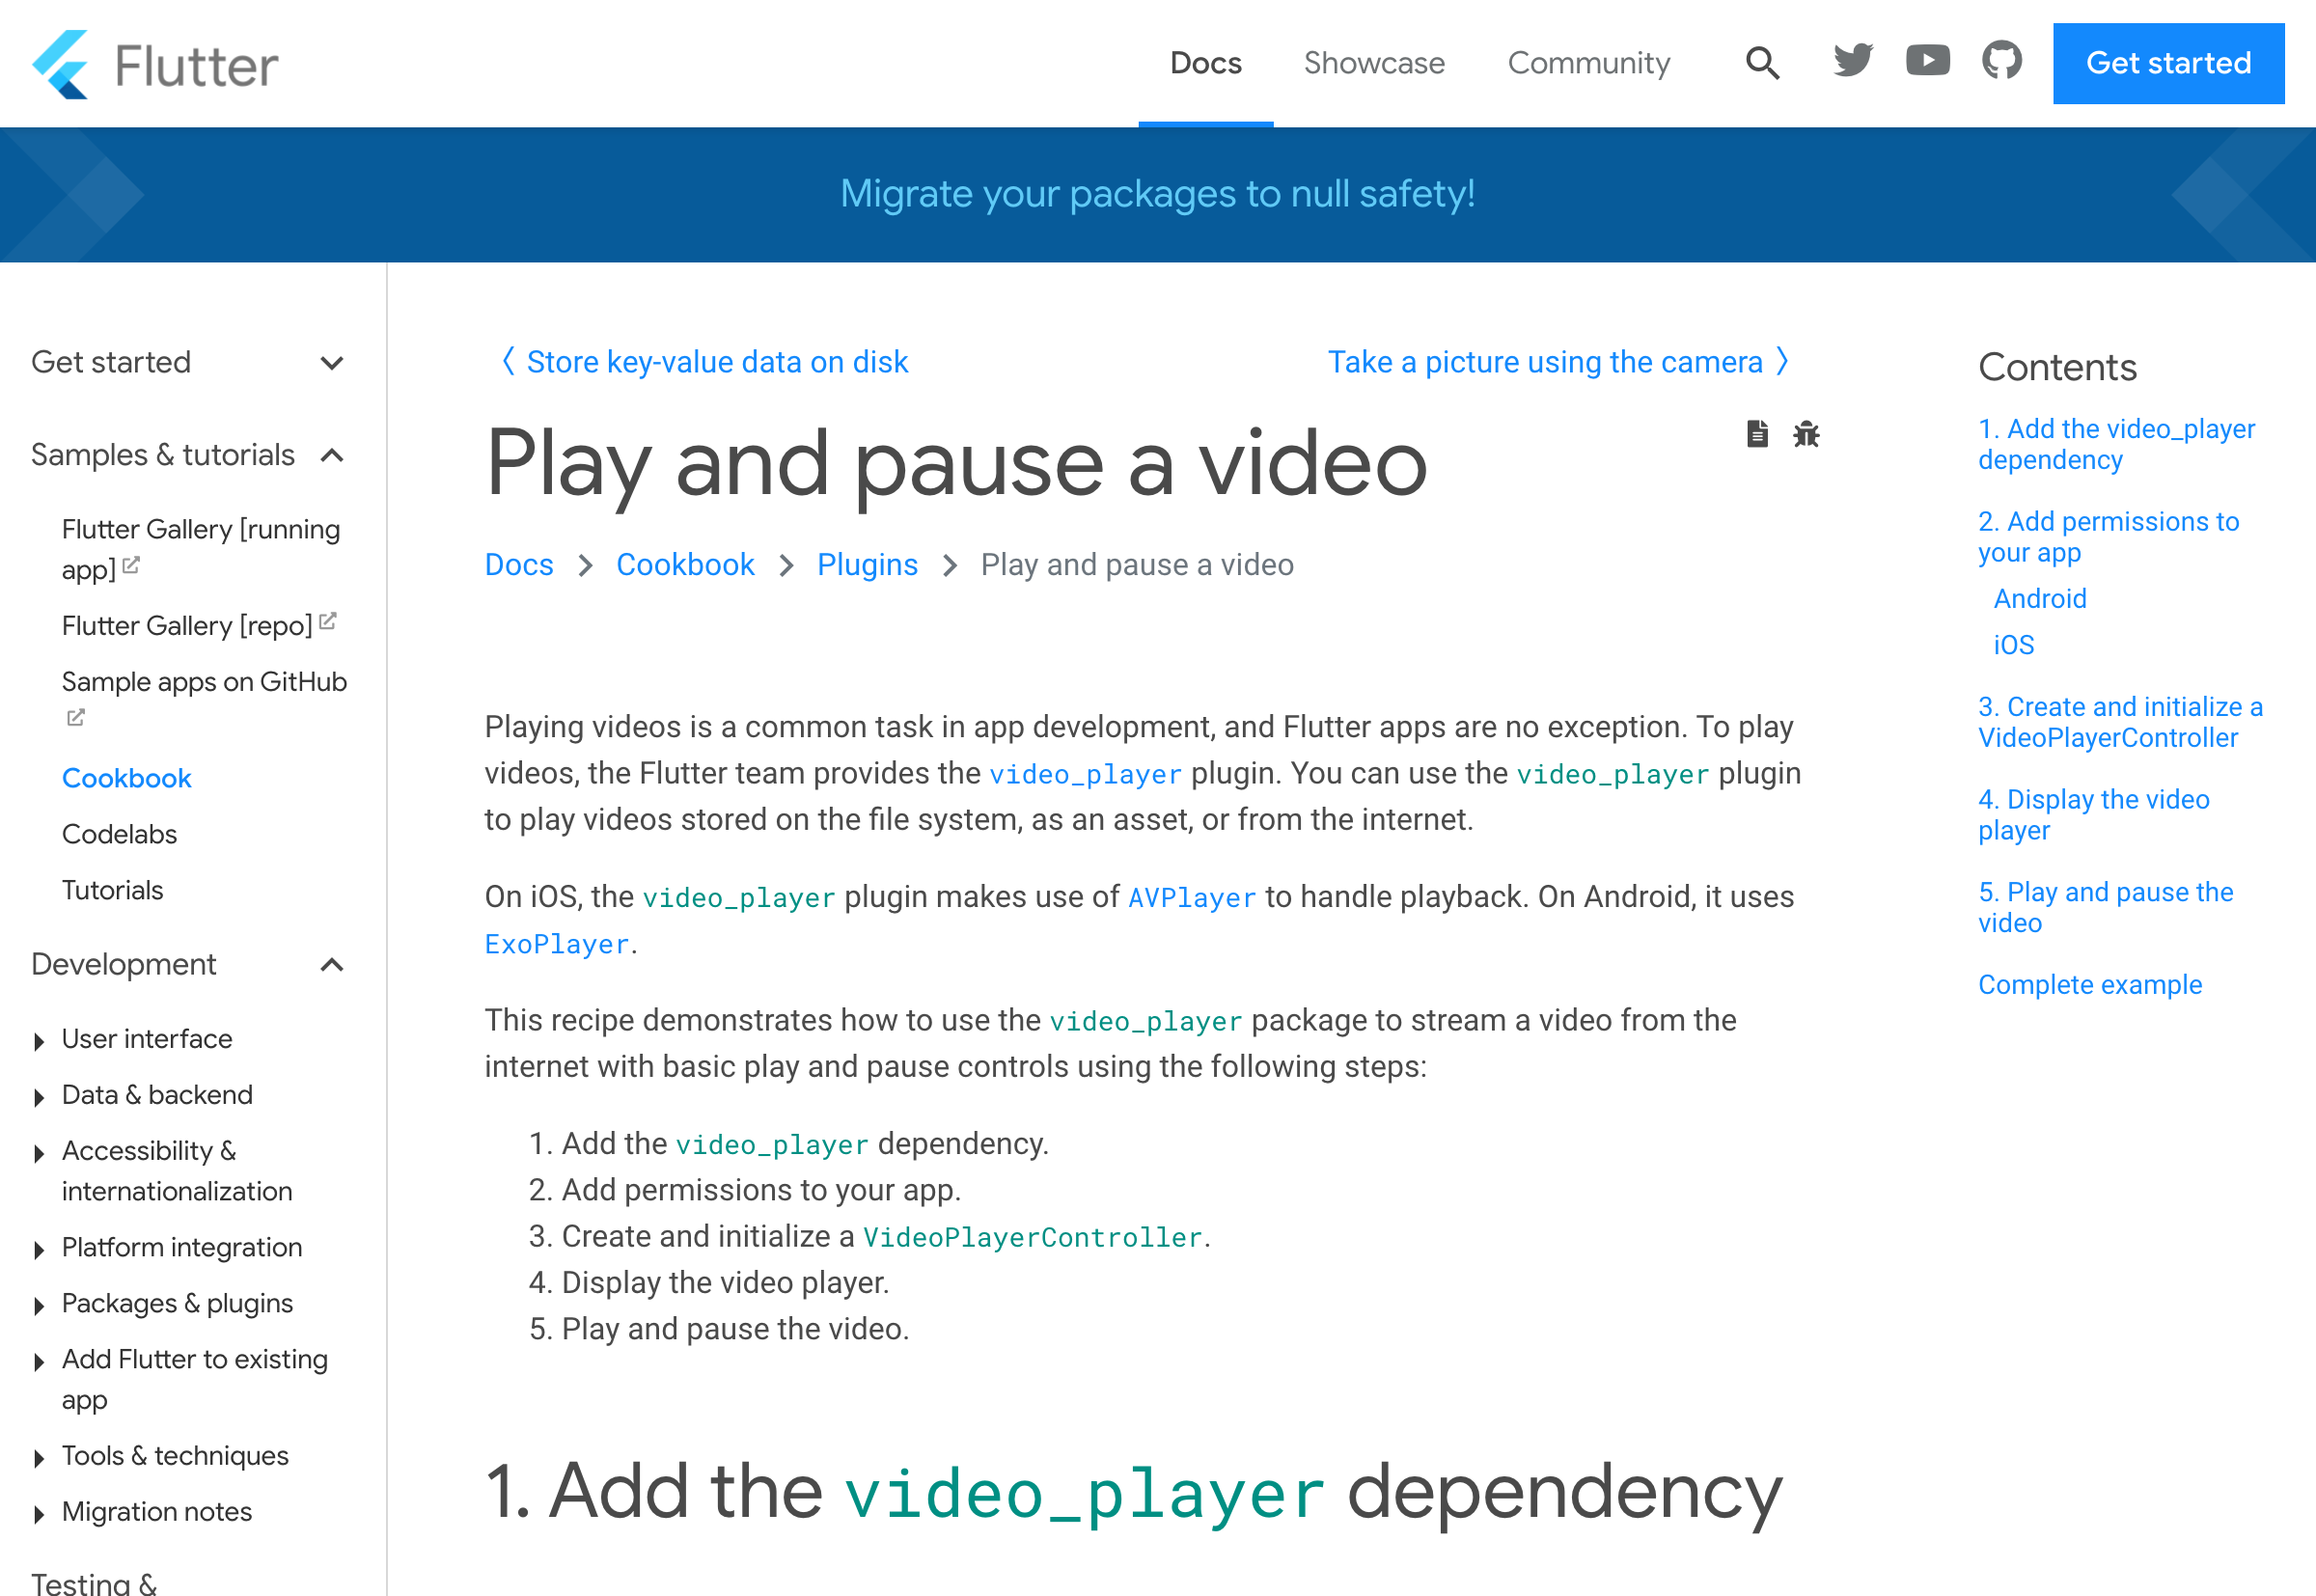 Flutter
Docs
Showcase
Community
Get started
Migrate your packages to null safety!
Get started
Samples & tutorials
Flutter Gallery [running
app]
Flutter Gallery [repo]
Sample apps on GitHub
Cookbook
Codelabs
Tutorials
Development
User interface
Data & backend
Accessibility &
internationalization
Platform integration
Packages & plugins
Add Flutter to existing
app
Tools & techniques
Migration notes
Testing &
〈 Store key-value data on disk
Take a picture using the camera 〉
Play and pause a video
Docs
Cookbook
Plugins
Play and pause a video
Playing videos is a common task in app development, and Flutter apps are no exception. To play
videos, the Flutter team provides the video_player plugin. You can use the video_player plugin
to play videos stored on the file system, as an asset, or from the internet.
On iOS, the video_player plugin makes use of AVPlayer to handle playback. On Android, it uses
ExoPlayer.
This recipe demonstrates how to use the video_player package to stream a video from the
internet with basic play and pause controls using the following steps:
1. Add the video_player dependency.
2. Add permissions to your app.
3. Create and initialize a VideoPlayerController.
4. Display the video player.
5. Play and pause the video.
1. Add the video_player dependency
Contents
1. Add the video_player
dependency
2. Add permissions to
your app
Android
iOS
3. Create and initialize a
VideoPlayerController
4. Display the video
player
5. Play and pause the
video
Complete example